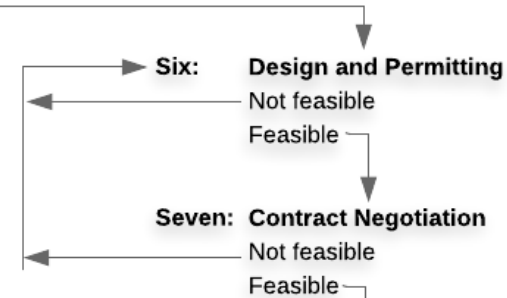 Six: Design and Permitting
Not feasible
Feasible
Seven: Contract Negotiation
Not feasible
Feasible